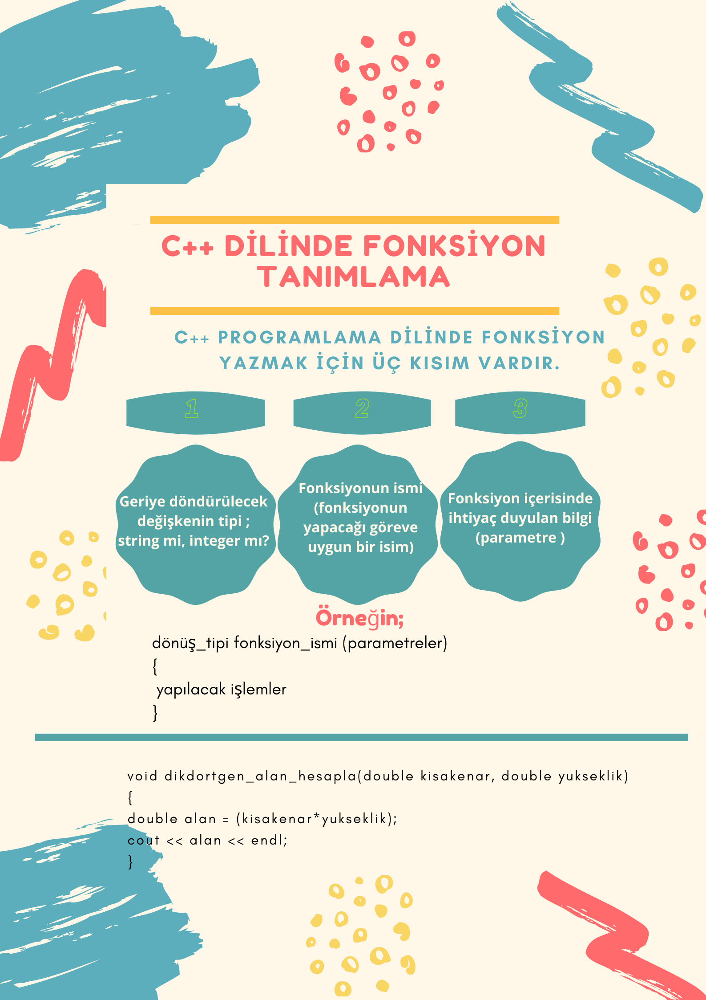 C++ DİLİNDE FONKSİYON
TANIMLAMA
C++ PROGRAMLAMA DİLİNDE FONKSİYON
YAZMAK İÇİN ÜÇ KISIM VARDIR.
1
2
3
Geriye döndürülecek
değişkenin tipi ;
string mi, integer mı?
Fonksiyonun ismi
(fonksiyonun
yapacağı göreve
uygun bir isim)
Fonksiyon içerisinde
ihtiyaç duyulan bilgi
(parametre )
Örneğin;
dönüş_tipi fonksiyon_ismi (parametreler)
{
yapılacak işlemler
}
void dikdortgen_alan_hesapla(double kisakenar, double yukseklik)
{
double alan = (kisakenar*yukseklik);
cout << alan << endl;
}